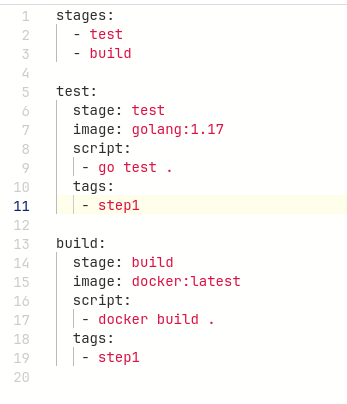 1 stages:
2   - test
3   - build
4
5 test:
6   stage: test
7   image: golang:1.17
8   script:
9    - go test .
10   tags:
11    - step1
12
13 build:
14   stage: build
15   image: docker:latest
16   script:
17    - docker build .
18   tags:
19    - step1
20